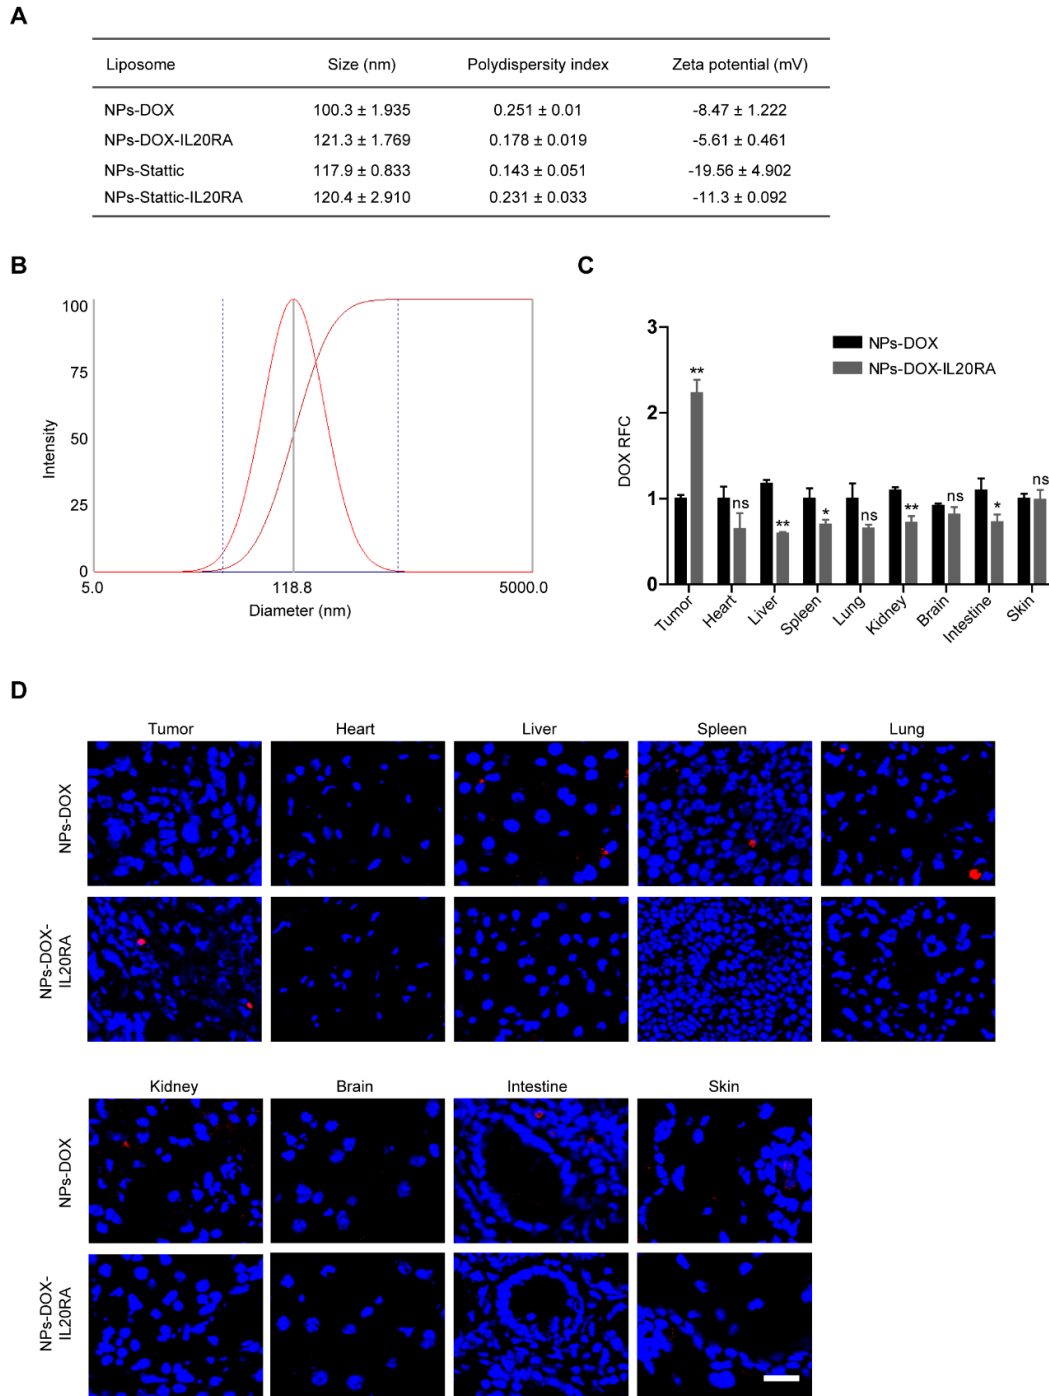 A
Liposome Size (nm) Polydispersity index Zeta potential (mV)
NPs-DOX 100.3 ± 1.935 0.251 ± 0.01 -8.47 ± 1.222
NPs-DOX-IL20RA 121.3 ± 1.769 0.178 ± 0.019 -5.61 ± 0.461
NPs-Stattic 117.9 ± 0.833 0.143 ± 0.051 -19.56 ± 4.902
NPs-Stattic-IL20RA 120.4 ± 2.910 0.231 ± 0.033 -11.3 ± 0.092
B
Intensity
100
75
50
25
0
5.0 118.8 5000.0
Diameter (nm)
C
DOX RFC
3
2
1
0
NPs-DOX
NPs-DOX-IL20RA
** ns ** * ns ** ns * ns
Tumor Heart Liver Spleen Lung Kidney Brain Intestine Skin
D
Tumor Heart Liver Spleen Lung
NPs-DOX
NPs-DOX-
IL20RA
Kidney Brain Intestine Skin
NPs-DOX
NPs-DOX-
IL20RA